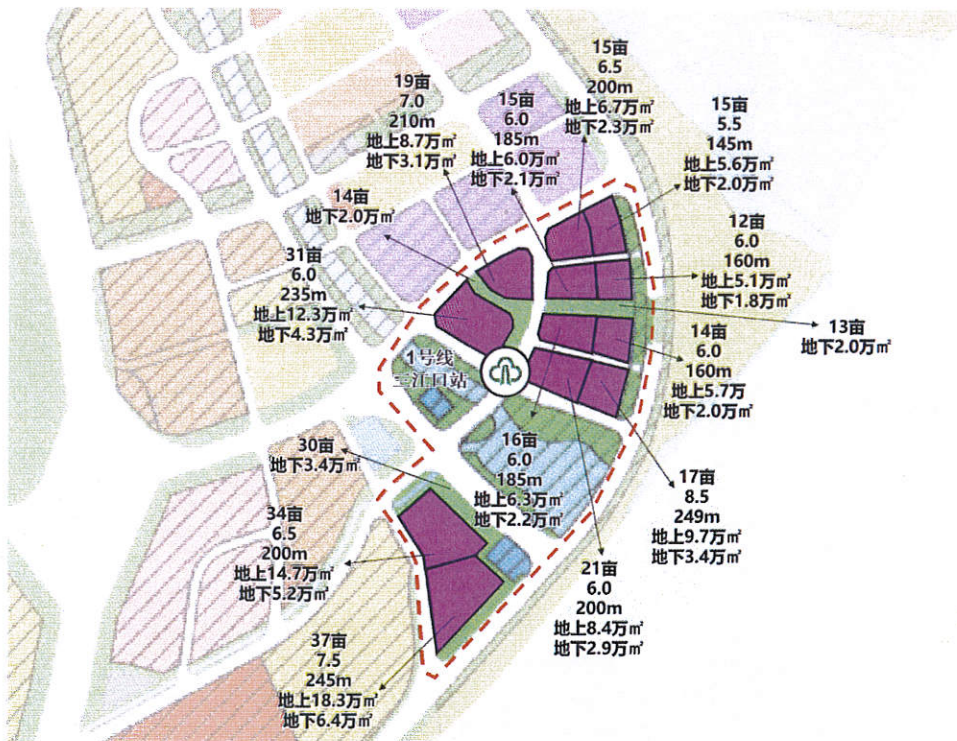 15亩
6.5
200m
地上6.7万㎡
地下2.3万㎡
19亩
7.0
210m
地上8.7万㎡
地下3.1万㎡
15亩
6.0
185m
地上6.0万㎡
地下2.1万㎡
15亩
5.5
145m
地上5.6万㎡
地下2.0万㎡
14亩
地下2.0万㎡
12亩
6.0
160m
地上5.1万㎡
地下1.8万㎡
31亩
6.0
235m
地上12.3万㎡
地下4.3万㎡
13亩
地下2.0万㎡
14亩
6.0
160m
地上5.7万
地下2.0万㎡
1号线
三江口站
30亩
地下3.4万㎡
16亩
6.0
185m
地上6.3万㎡
地下2.2万㎡
17亩
8.5
249m
地上9.7万㎡
地下3.4万㎡
34亩
6.5
200m
地上14.7万㎡
地下5.2万㎡
21亩
6.0
200m
地上8.4万㎡
地下2.9万㎡
37亩
7.5
245m
地上18.3万㎡
地下6.4万㎡